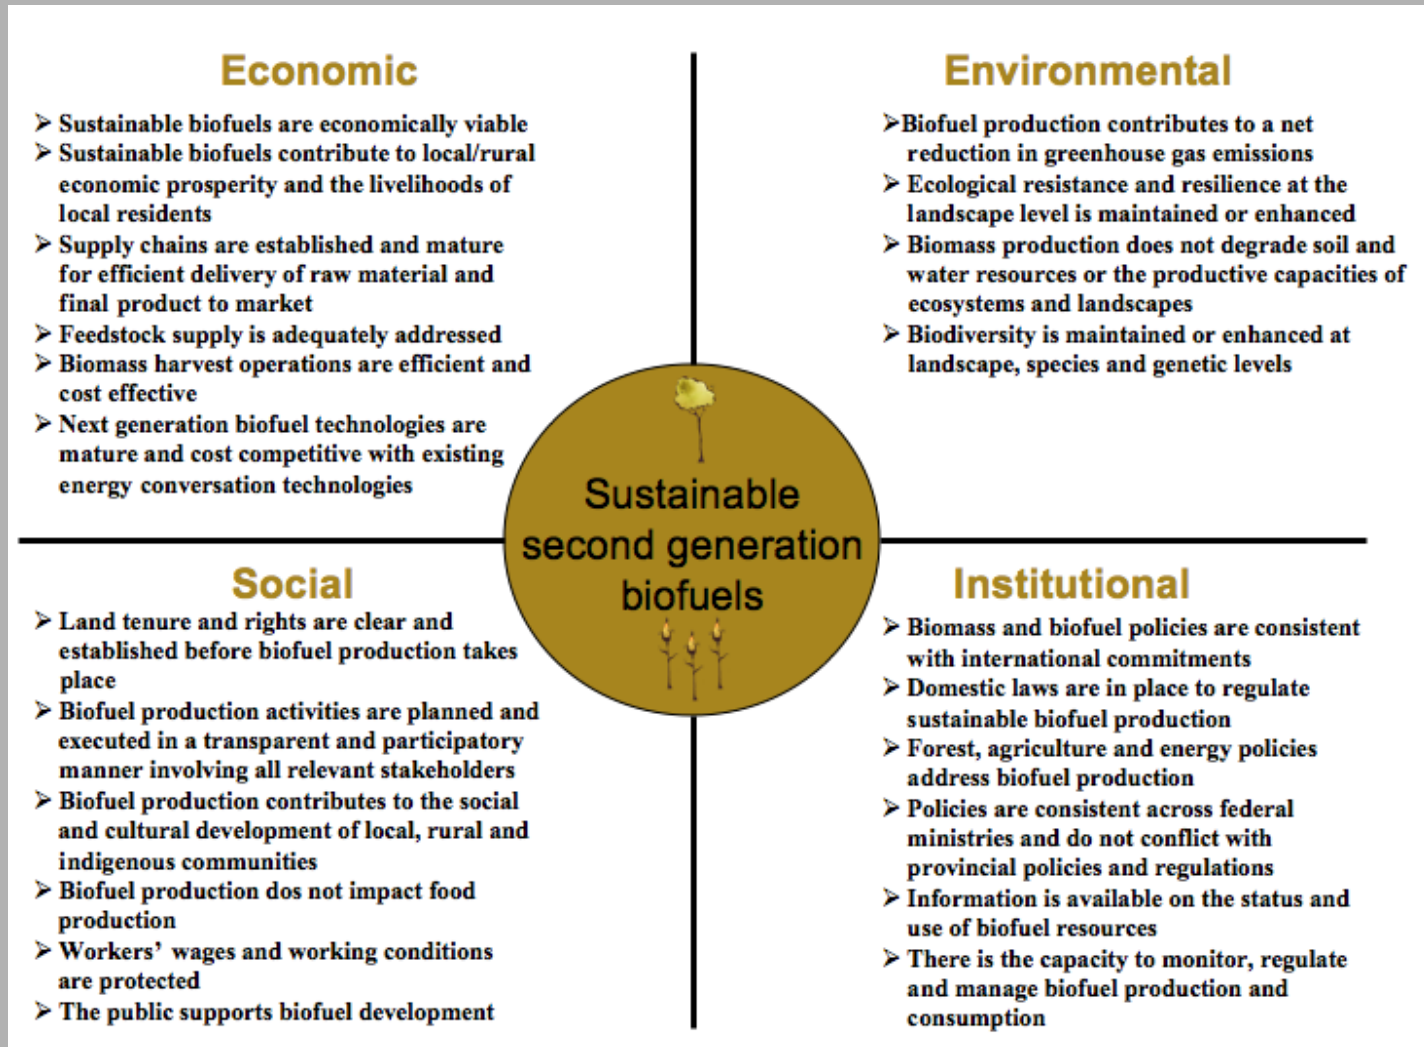 Economic
➢ Sustainable biofuels are economically viable
➢ Sustainable biofuels contribute to local/rural
economic prosperity and the livelihoods of
local residents
➢ Supply chains are established and mature
for efficient delivery of raw material and
final product to market
➢ Feedstock supply is adequately addressed
➢ Biomass harvest operations are efficient and
cost effective
➢ Next generation biofuel technologies are
mature and cost competitive with existing
energy conversation technologies
Environmental
➢Biofuel production contributes to a net
reduction in greenhouse gas emissions
➢ Ecological resistance and resilience at the
landscape level is maintained or enhanced
➢ Biomass production does not degrade soil and
water resources or the productive capacities of
ecosystems and landscapes
➢ Biodiversity is maintained or enhanced at
landscape, species and genetic levels
Sustainable
second generation
biofuels
Social
➢ Land tenure and rights are clear and
established before biofuel production takes
place
➢ Biofuel production activities are planned and
executed in a transparent and participatory
manner involving all relevant stakeholders
➢ Biofuel production contributes to the social
and cultural development of local, rural and
indigenous communities
➢ Biofuel production dos not impact food
production
➢ Workers’ wages and working conditions
are protected
➢ The public supports biofuel development
Institutional
➢ Biomass and biofuel policies are consistent
with international commitments
➢ Domestic laws are in place to regulate
sustainable biofuel production
➢ Forest, agriculture and energy policies
address biofuel production
➢ Policies are consistent across federal
ministries and do not conflict with
provincial policies and regulations
➢ Information is available on the status and
use of biofuel resources
➢ There is the capacity to monitor, regulate
and manage biofuel production and
consumption